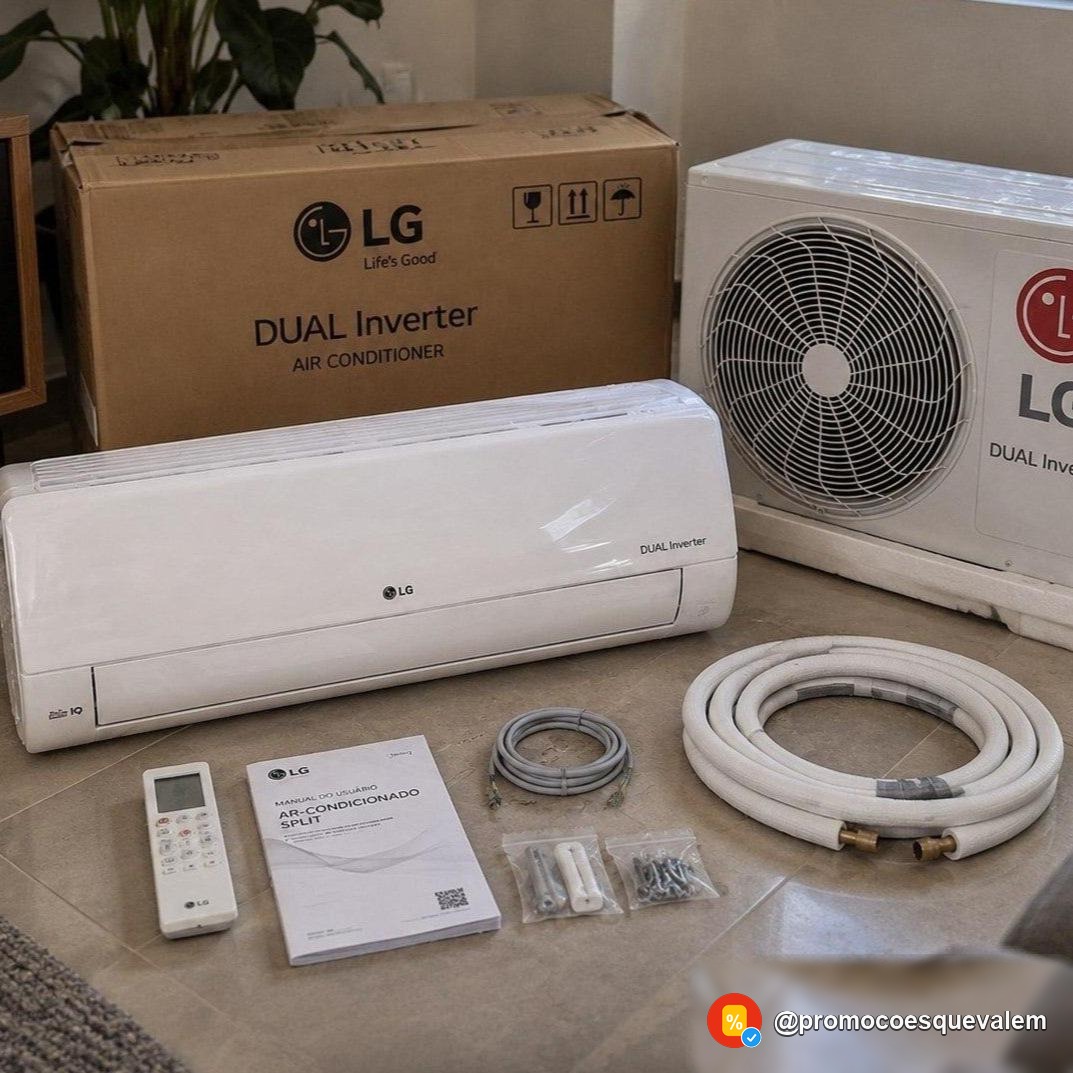 LG
Life's Good
DUAL Inverter
AIR CONDITIONER
LG
DUAL Inve
DUAL Inverter
LG
IQ
LG
MANUAL DO USUÁRIO
AR-CONDICIONADO
SPLIT
LG
%
@promocoesquevalem